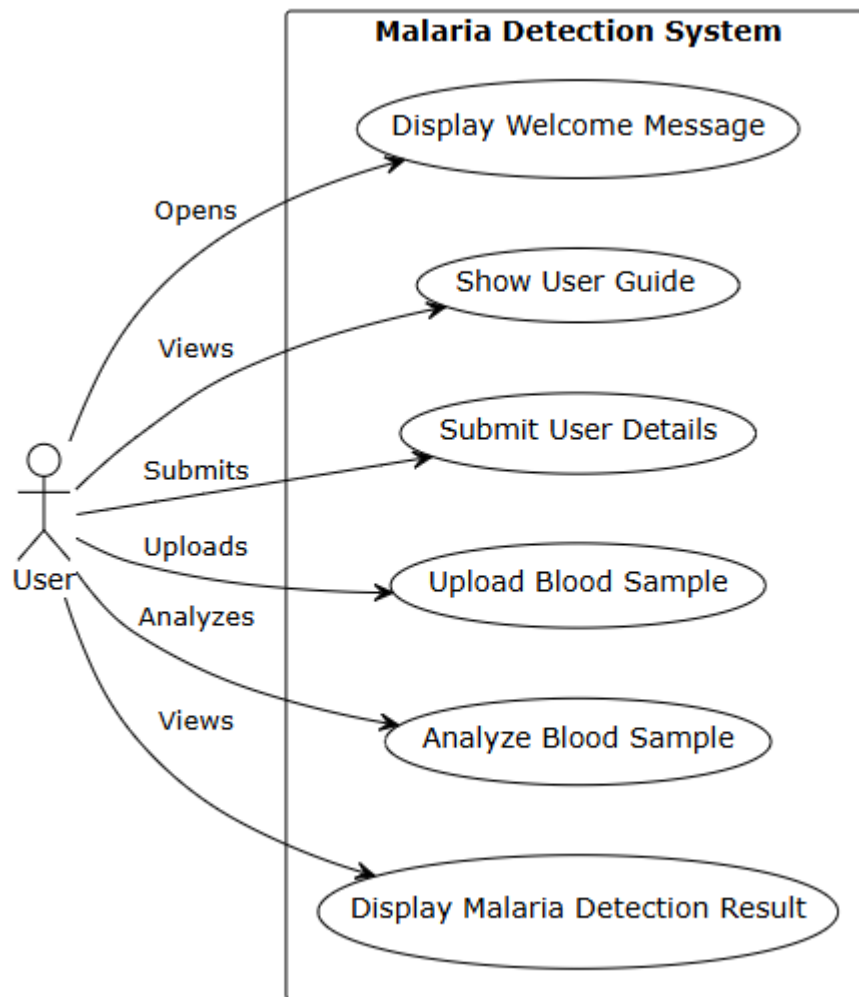 Malaria Detection System
Display Welcome Message
Opens
Show User Guide
Views
Submit User Details
Submits
Uploads
User
Upload Blood Sample
Analyzes
Views
Analyze Blood Sample
Display Malaria Detection Result